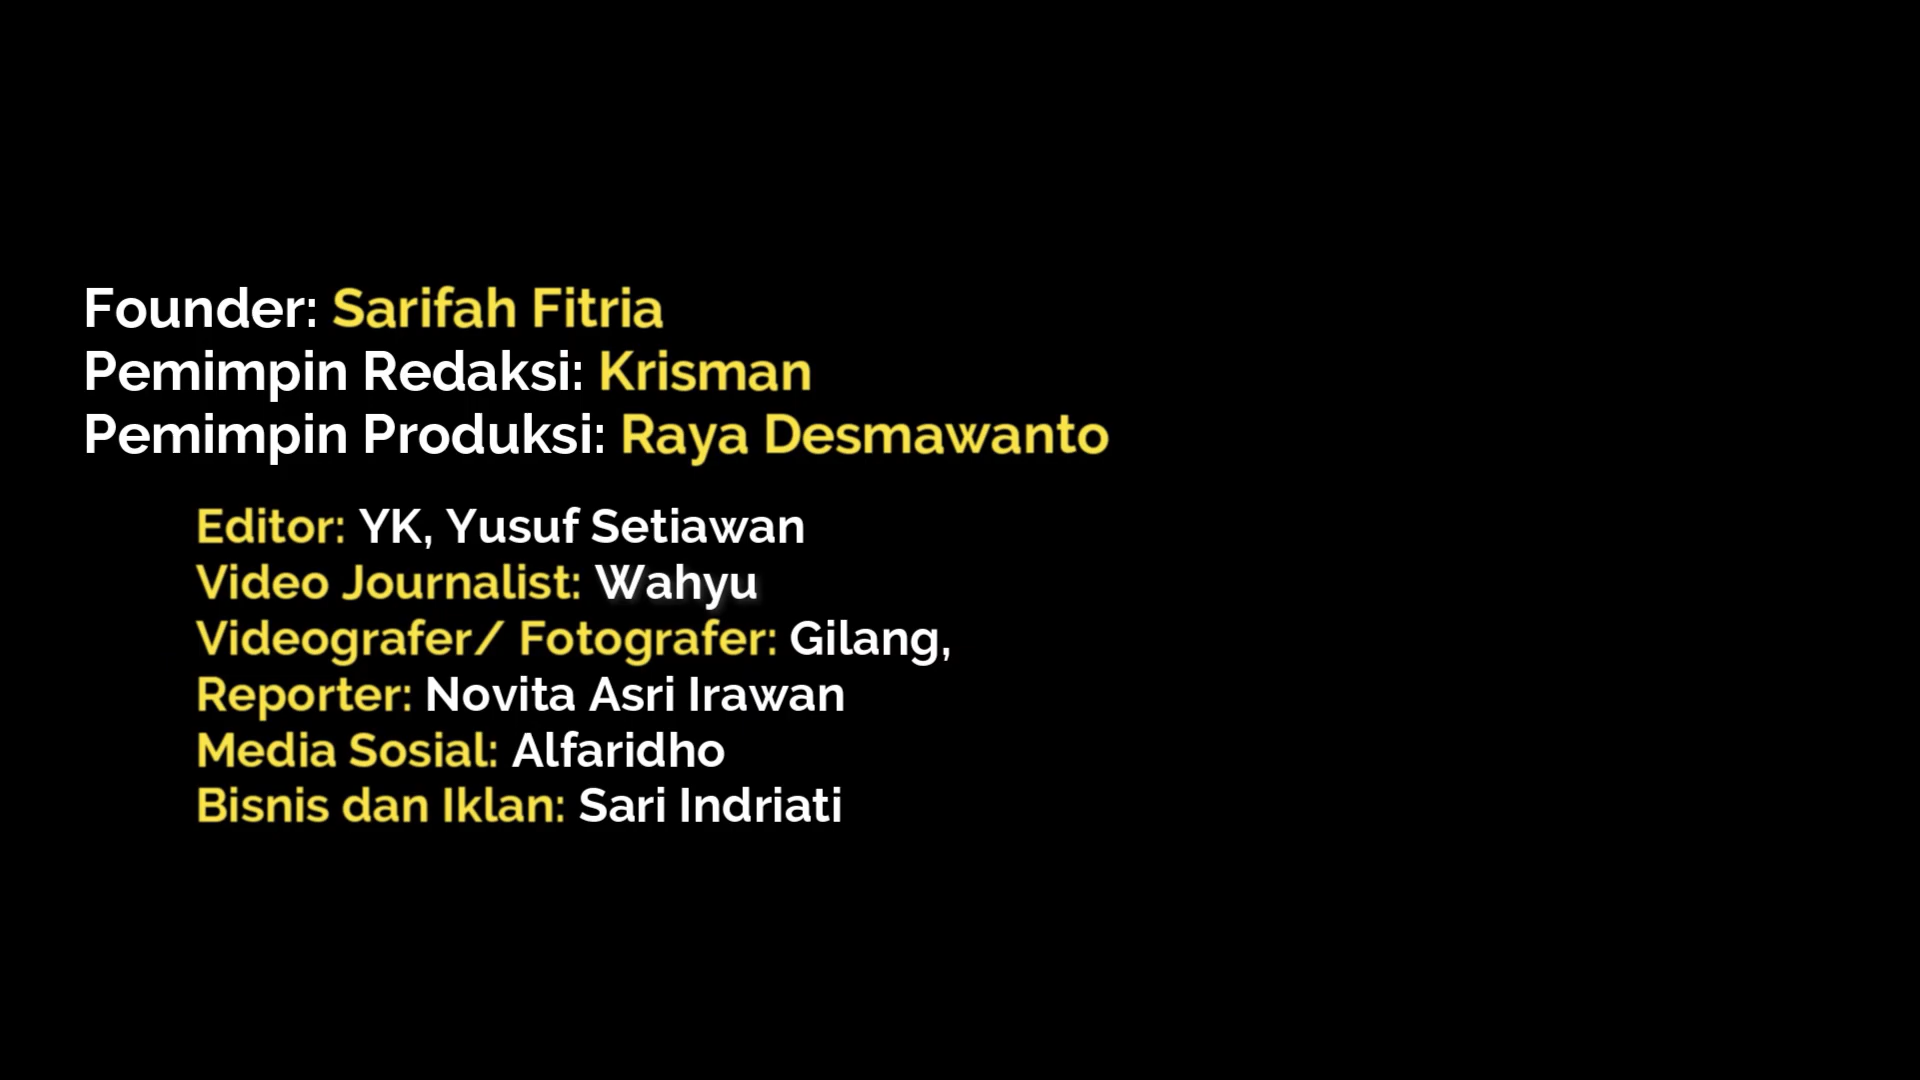 Founder: Sarifah Fitria
Pemimpin Redaksi: Krisman
Pemimpin Produksi: Raya Desmawanto
Editor: YK, Yusuf Setiawan
Video Journalist: Wahyu
Videografer/ Fotografer: Gilang,
Reporter: Novita Asri Irawan
Media Sosial: Alfaridho
Bisnis dan Iklan: Sari Indriati